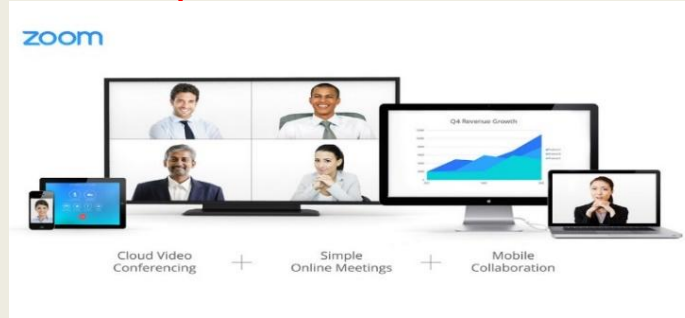 zoom
Q4 Revenue Growth
Cloud Video
Conferencing
+
Simple
Online Meetings
+
Mobile
Collaboration